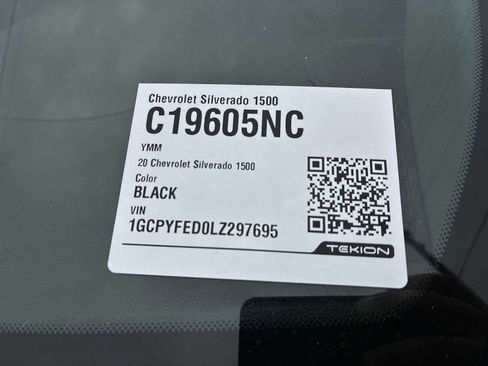 Chevrolet Silverado 1500
C19605NC
YMM
20 Chevrolet Silverado 1500
Color
BLACK
VIN
1GCPYFED0LZ297695
TEKION